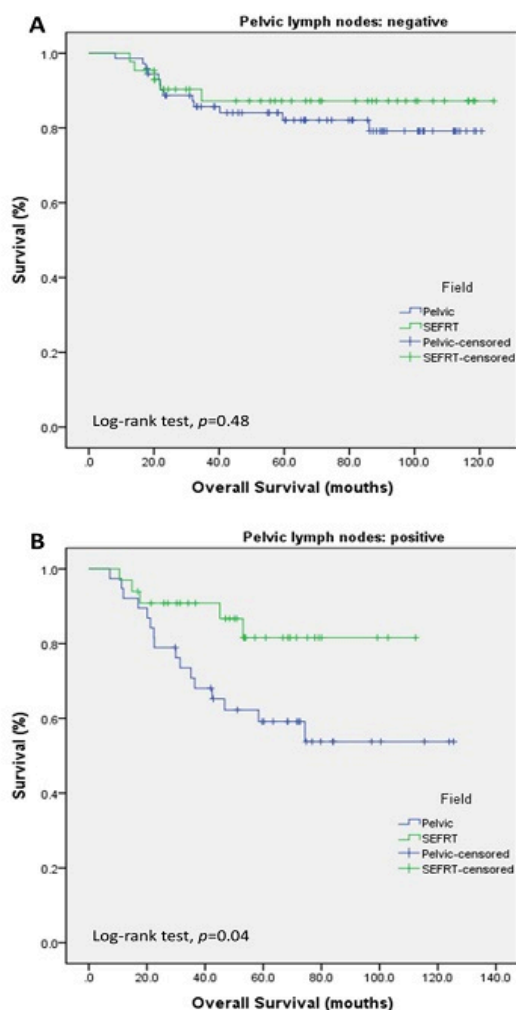 A
Pelvic lymph nodes: negative
Survival (%)
1.0
0.8
0.6
0.4
0.2
0.0
Field
Pelvic
SEFRT
Pelvic-censored
SEFRT-censored
Log-rank test, p=0.48
.0 20.0 40.0 60.0 80.0 100.0 120.0
Overall Survival (mouths)
B
Pelvic lymph nodes: positive
Survival (%)
1.0
0.8
0.6
0.4
0.2
0.0
Field
Pelvic
SEFRT
Pelvic-censored
SEFRT-censored
Log-rank test, p=0.04
.0 20.0 40.0 60.0 80.0 100.0 120.0 140.0
Overall Survival (mouths)